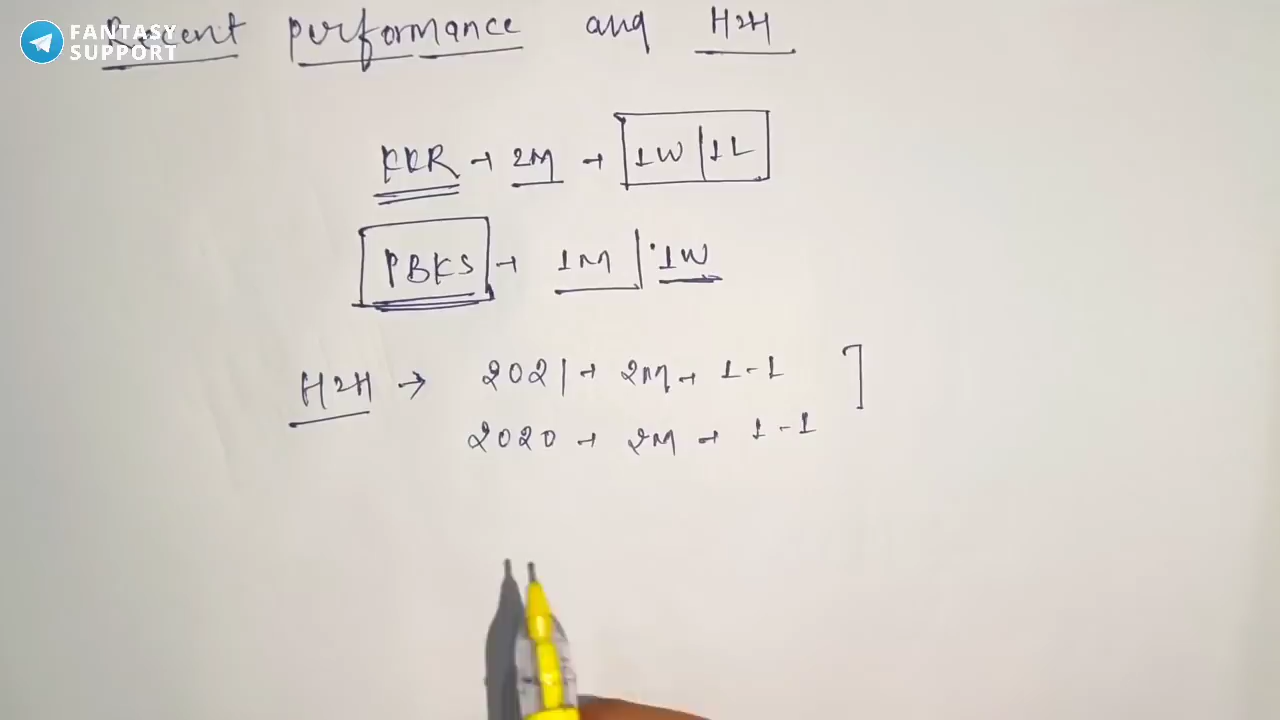 FANTASY
SUPPORT
Recent performance and H2H
KKR → 2M → 1W | 1L
PBKS → 1M | 1W
H2H → 2021 → 2M → 1-1 ]
2020 → 2M → 1-1